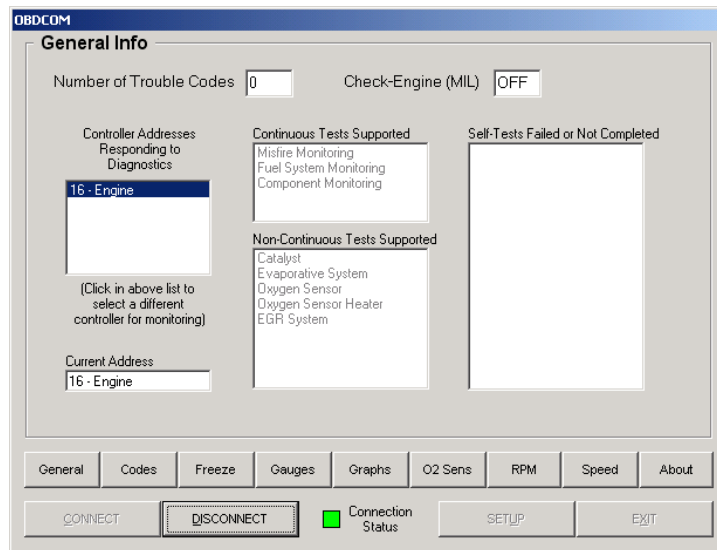 OBDCOM
General Info
Number of Trouble Codes 0 Check-Engine (MIL) OFF
Controller Addresses
Responding to
Diagnostics
16 - Engine
(Click in above list to
select a different
controller for monitoring)
Current Address
16 - Engine
Continuous Tests Supported
Misfire Monitoring
Fuel System Monitoring
Component Monitoring
Non-Continuous Tests Supported
Catalyst
Evaporative System
Oxygen Sensor
Oxygen Sensor Heater
EGR System
Self-Tests Failed or Not Completed
General Codes Freeze Gauges Graphs O2 Sens RPM Speed About
CONNECT DISCONNECT Connection
Status SETUP EXIT